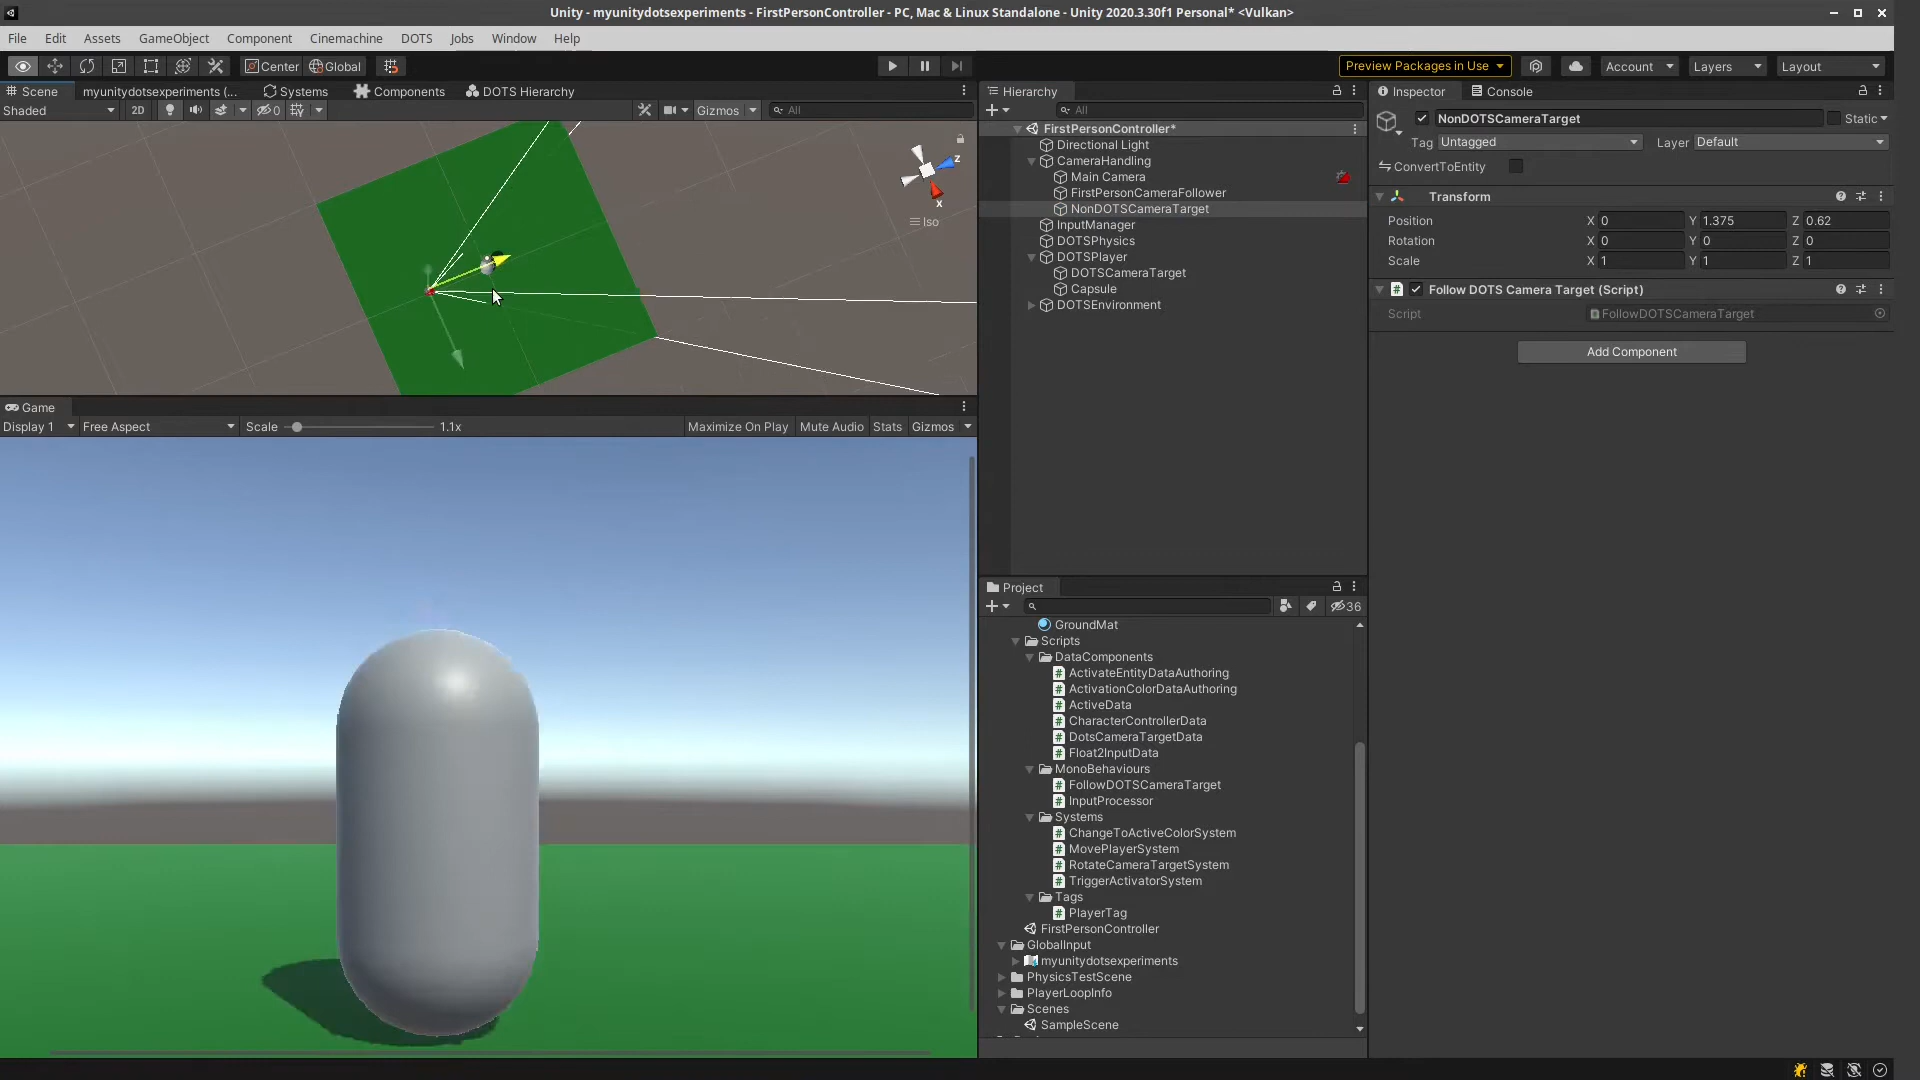 Unity - myunitydotsexperiments - FirstPersonController - PC, Mac & Linux Standalone - Unity 2020.3.30f1 Personal* <Vulkan>
File Edit Assets GameObject Component Cinemachine DOTS Jobs Window Help
Center Global
Preview Packages in Use
Account
Layers
Layout
Scene myunitydotsexperiments (... Systems Components DOTS Hierarchy
Shaded 2D 0 Gizmos All
z
x
Iso
Game
Display 1 Free Aspect Scale 1.1x Maximize On Play Mute Audio Stats Gizmos
Hierarchy
All
FirstPersonController*
Directional Light
CameraHandling
Main Camera
FirstPersonCameraFollower
NonDOTSCameraTarget
InputManager
DOTSPhysics
DOTSPlayer
DOTSCameraTarget
Capsule
DOTSEnvironment
Project
36
GroundMat
Scripts
DataComponents
ActivateEntityDataAuthoring
ActivationColorDataAuthoring
ActiveData
CharacterControllerData
DotsCameraTargetData
Float2InputData
MonoBehaviours
FollowDOTSCameraTarget
InputProcessor
Systems
ChangeToActiveColorSystem
MovePlayerSystem
RotateCameraTargetSystem
TriggerActivatorSystem
Tags
PlayerTag
FirstPersonController
GlobalInput
myunitydotsexperiments
PhysicsTestScene
PlayerLoopInfo
Scenes
SampleScene
Inspector Console
NonDOTSCameraTarget Static
Tag Untagged Layer Default
ConvertToEntity
Transform
Position X 0 Y 1.375 Z 0.62
Rotation X 0 Y 0 Z 0
Scale X 1 Y 1 Z 1
Follow DOTS Camera Target (Script)
Script FollowDOTSCameraTarget
Add Component